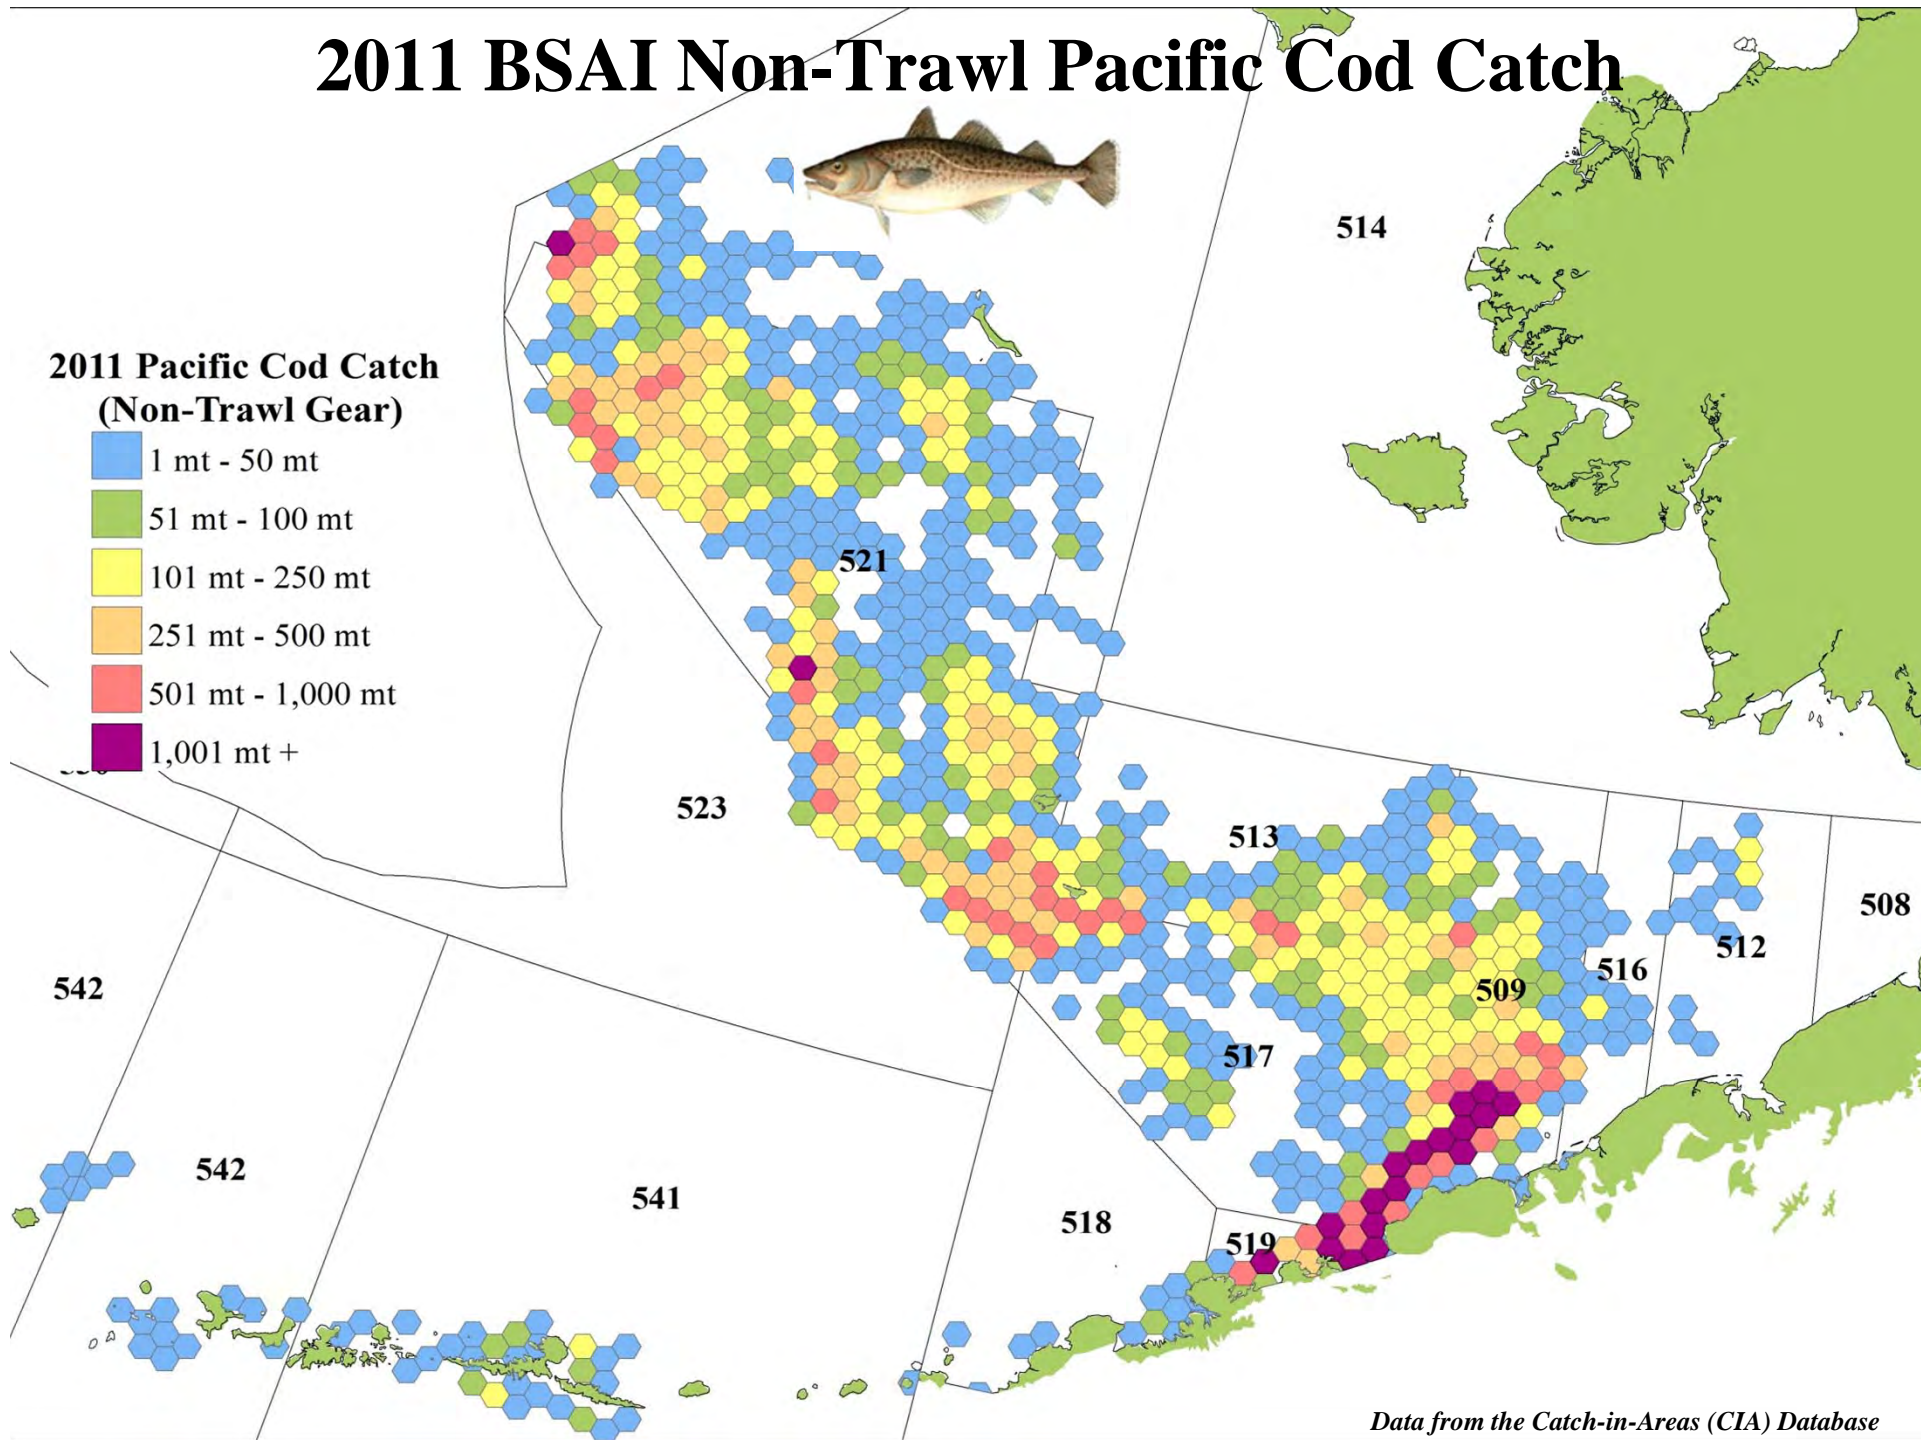 2011 BSAI Non-Trawl Pacific Cod Catch
514
2011 Pacific Cod Catch
(Non-Trawl Gear)
1 mt - 50 mt
51 mt - 100 mt
101 mt - 250 mt
251 mt - 500 mt
501 mt - 1,000 mt
1,001 mt +
521
523
513
508
512
516
509
542
517
542
541
518
519
Data from the Catch-in-Areas (CIA) Database